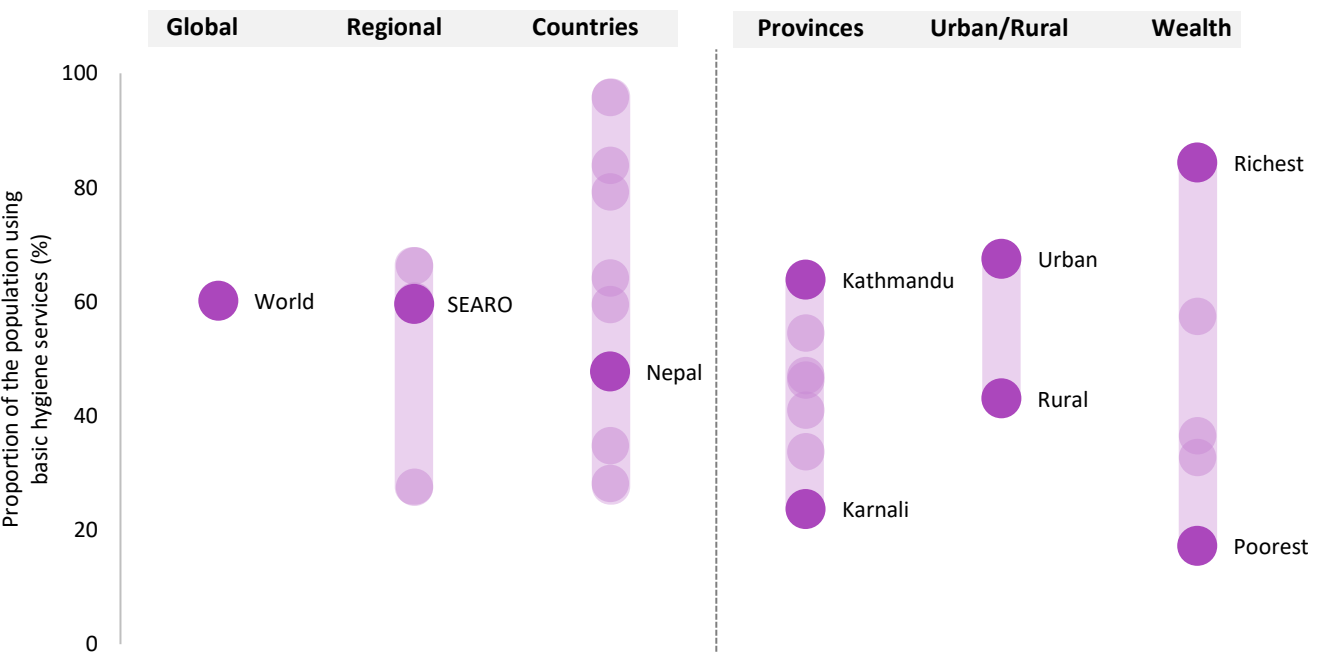 Global Regional Countries Provinces Urban/Rural Wealth
Proportion of the population using
basic hygiene services (%)
100
80
60
40
20
0
World
SEARO
Nepal
Kathmandu
Karnali
Urban
Rural
Richest
Poorest